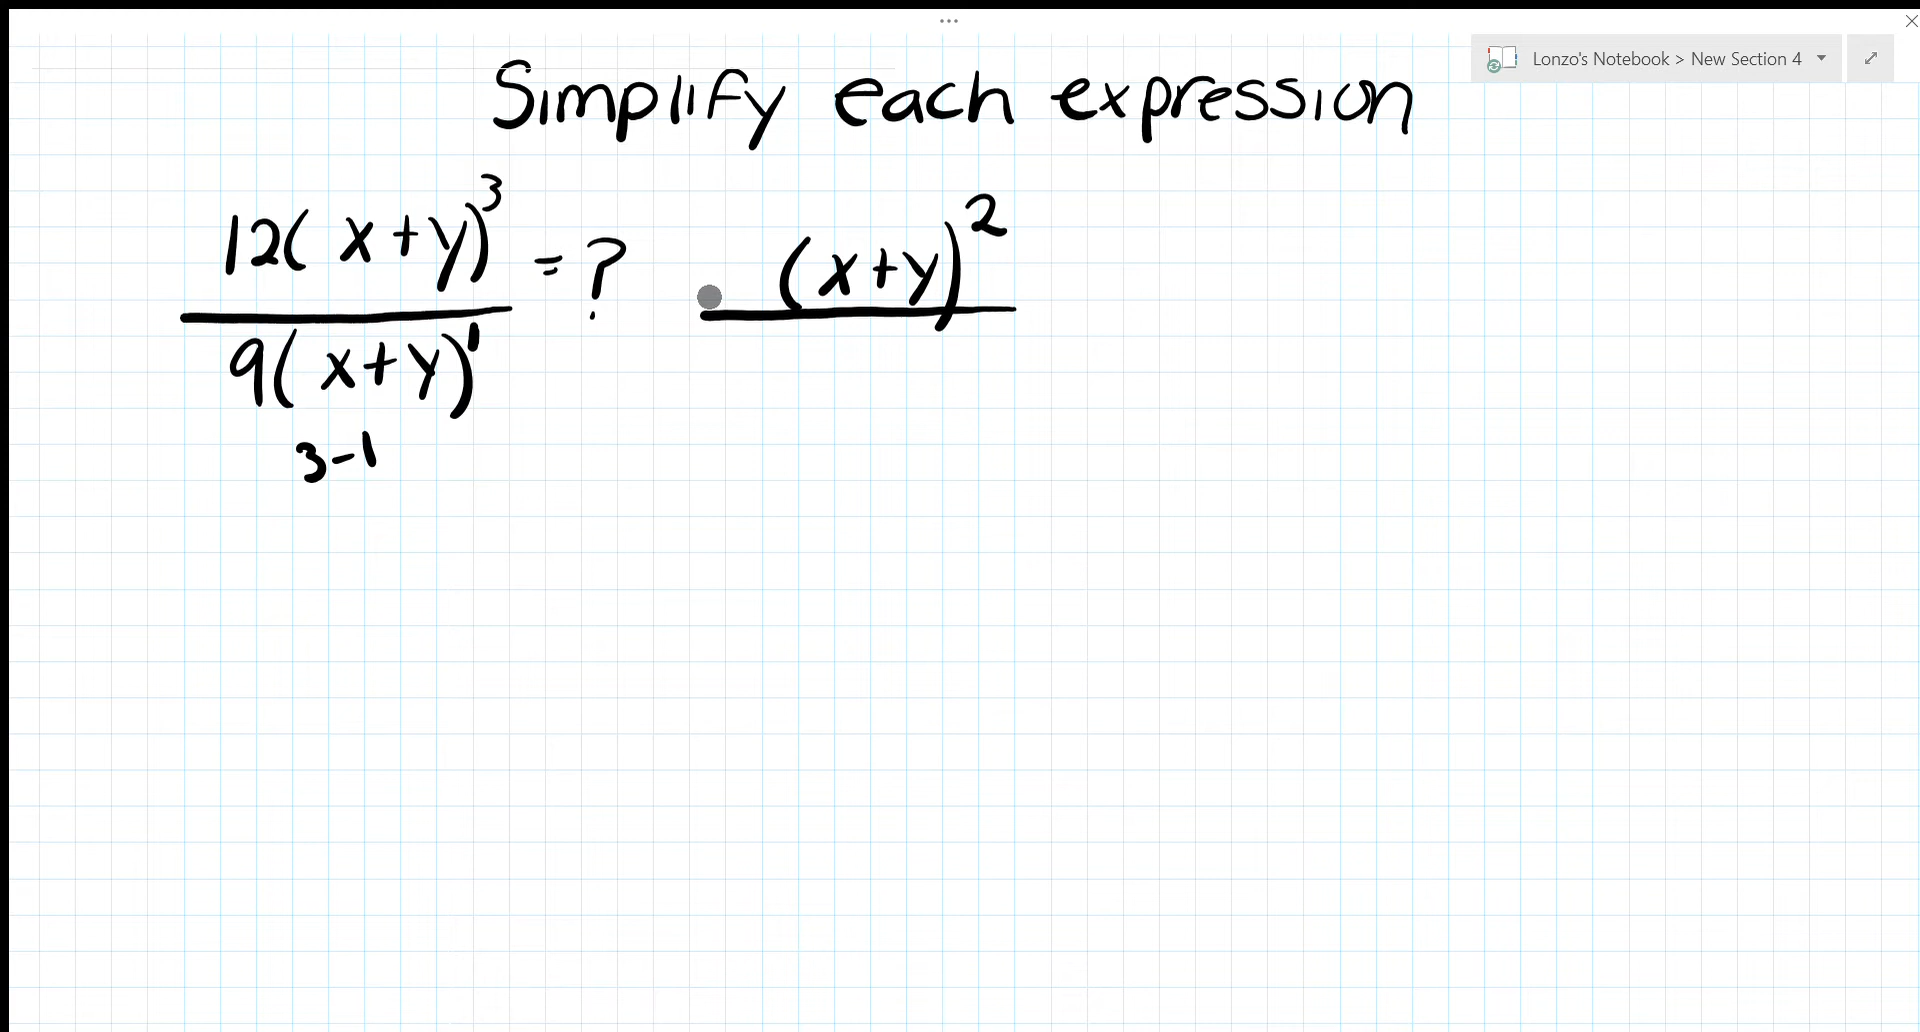 Lonzo's Notebook > New Section 4
Simplify each expression
12(x+y)^3
= ?
(x+y)^2
9(x+y)^1
3-1